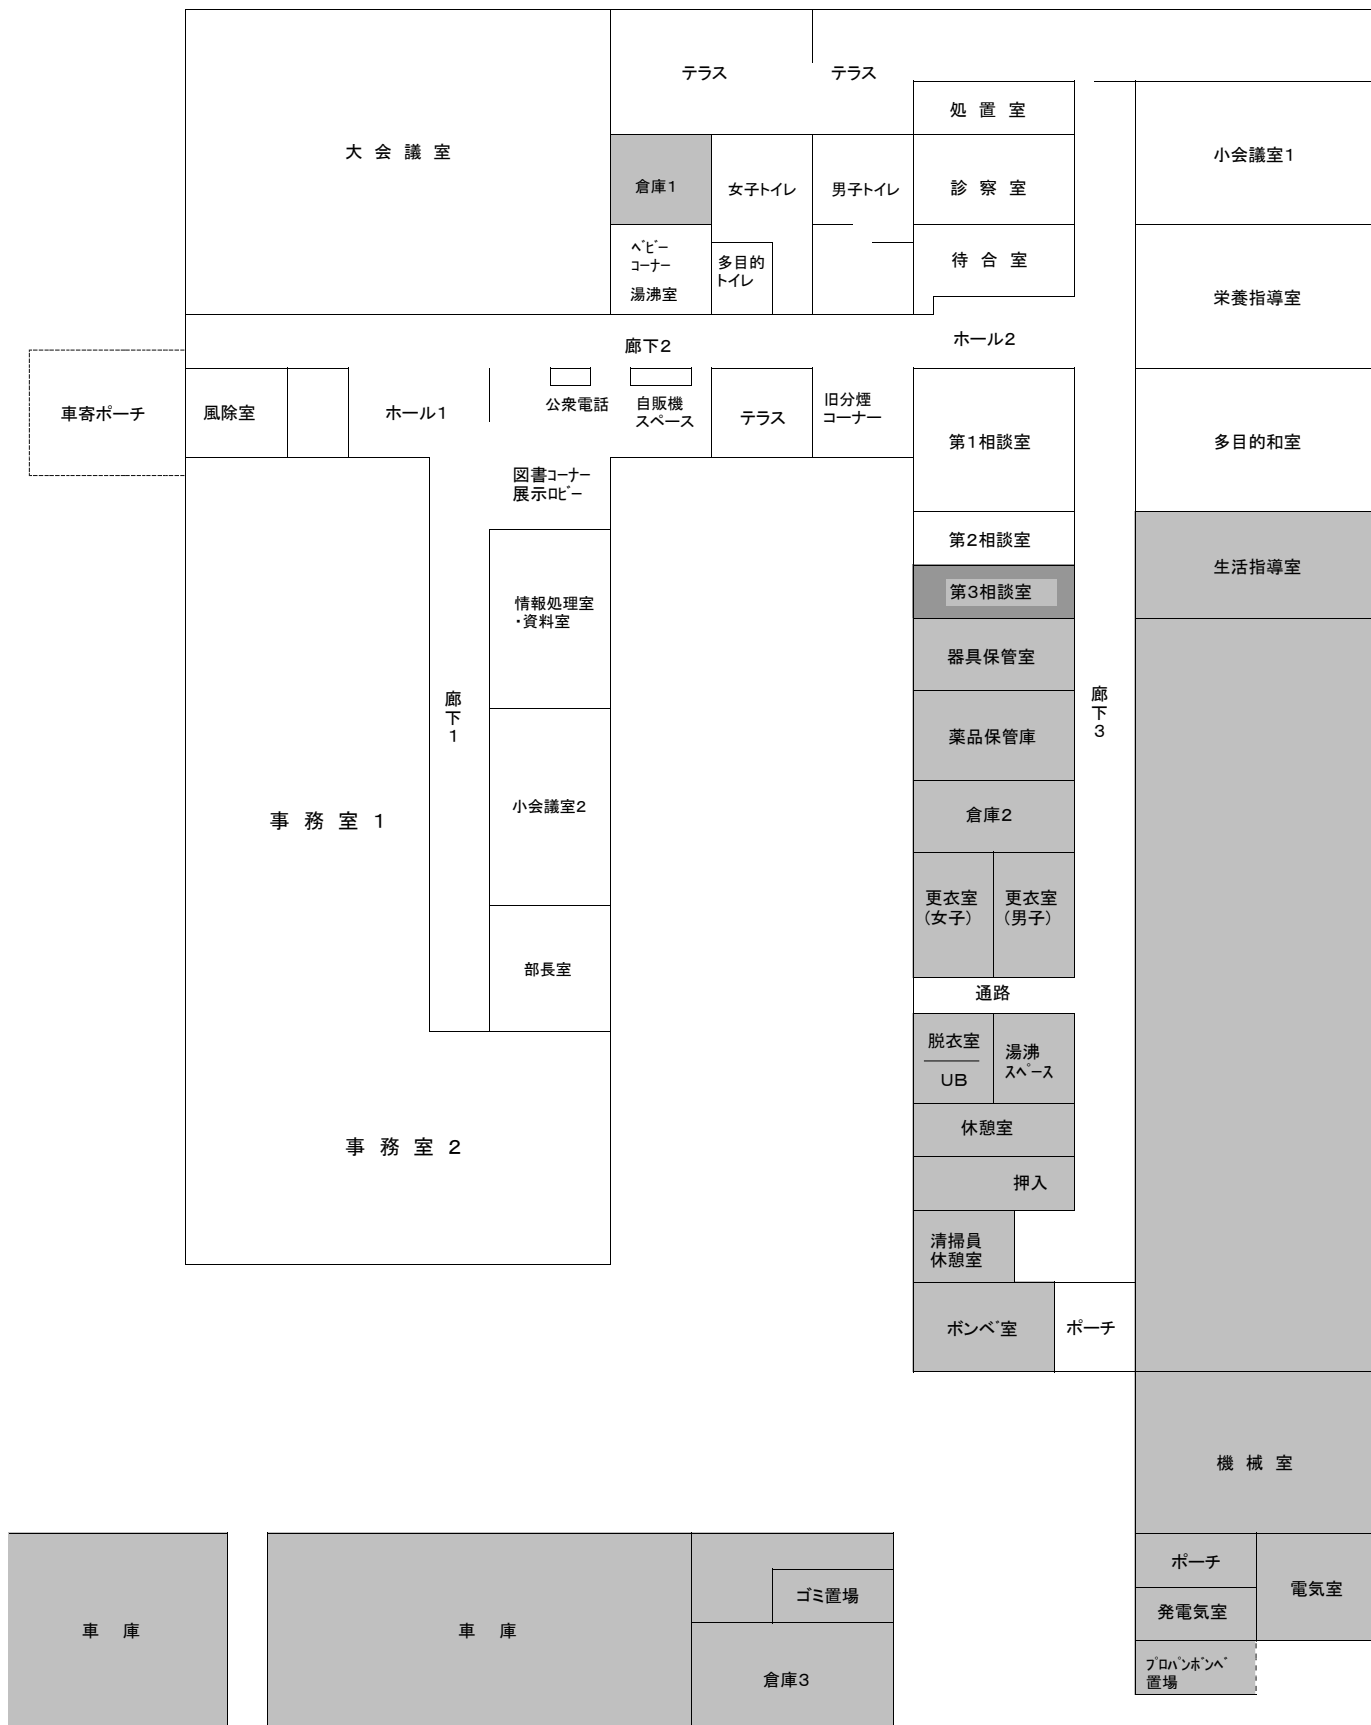 テラス
テラス
処 置 室
大 会 議 室
小会議室1
倉庫1
女子トイレ
男子トイレ
診 察 室
ベビー
コーナー
湯沸室
多目的
トイレ
待 合 室
栄養指導室
廊下2
ホール2
車寄ポーチ
風除室
ホール1
公衆電話
自販機
スペース
テラス
旧分煙
コーナー
第1相談室
多目的和室
図書コーナー
展示ロビー
第2相談室
生活指導室
第3相談室
情報処理室
・資料室
器具保管室
廊下1
廊下3
薬品保管庫
小会議室2
事 務 室 1
倉庫2
更衣室
(女子)
更衣室
(男子)
部長室
通路
脱衣室
UB
湯沸
スペース
休憩室
事 務 室 2
押入
清掃員
休憩室
ボンベ室
ポーチ
機 械 室
ポーチ
電気室
ゴミ置場
発電気室
車 庫
車 庫
倉庫3
プロパンボンベ
置場